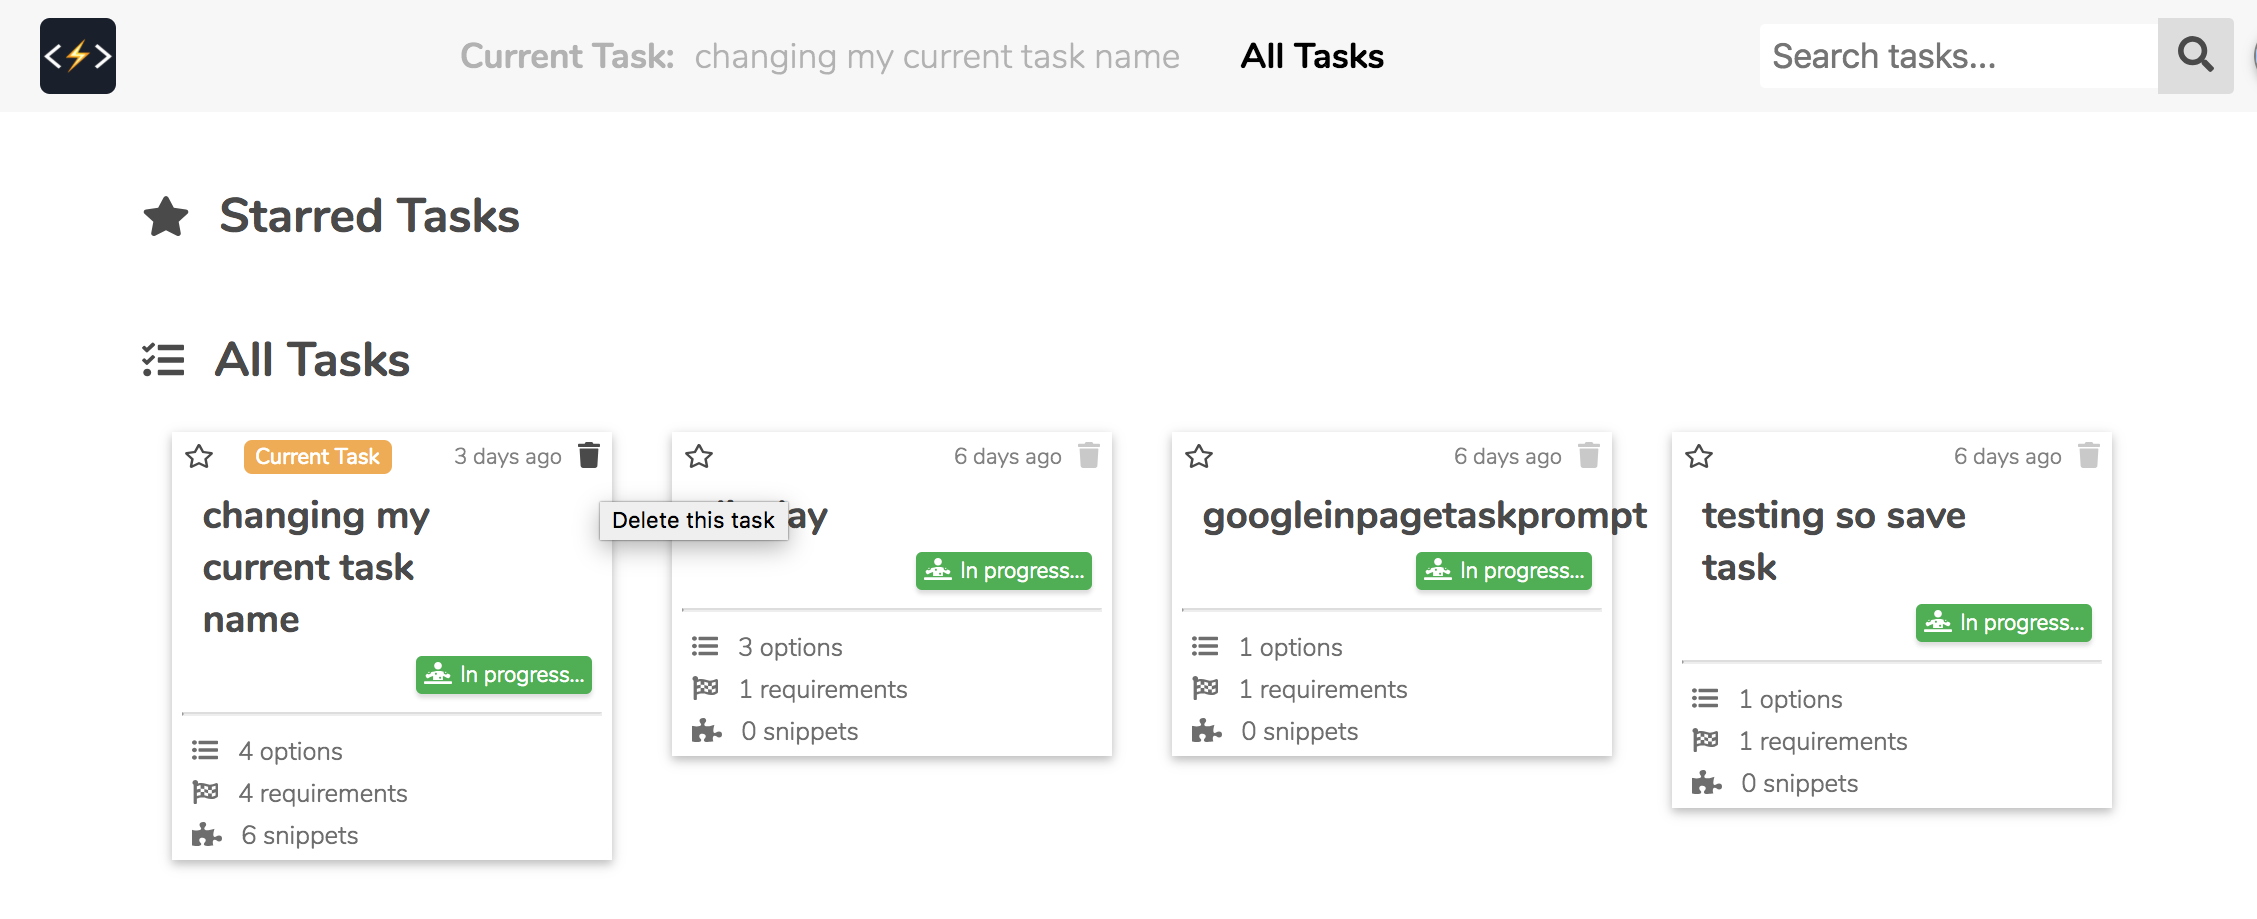 <⚡>
Current Task: changing my current task name All Tasks
Search tasks...
Starred Tasks
All Tasks
Current Task 3 days ago
changing my
current task
name
In progress...
4 options
4 requirements
6 snippets
Delete this task
6 days ago
In progress...
3 options
1 requirements
0 snippets
6 days ago
googleinpagetaskprompt
In progress...
1 options
1 requirements
0 snippets
6 days ago
testing so save
task
In progress...
1 options
1 requirements
0 snippets